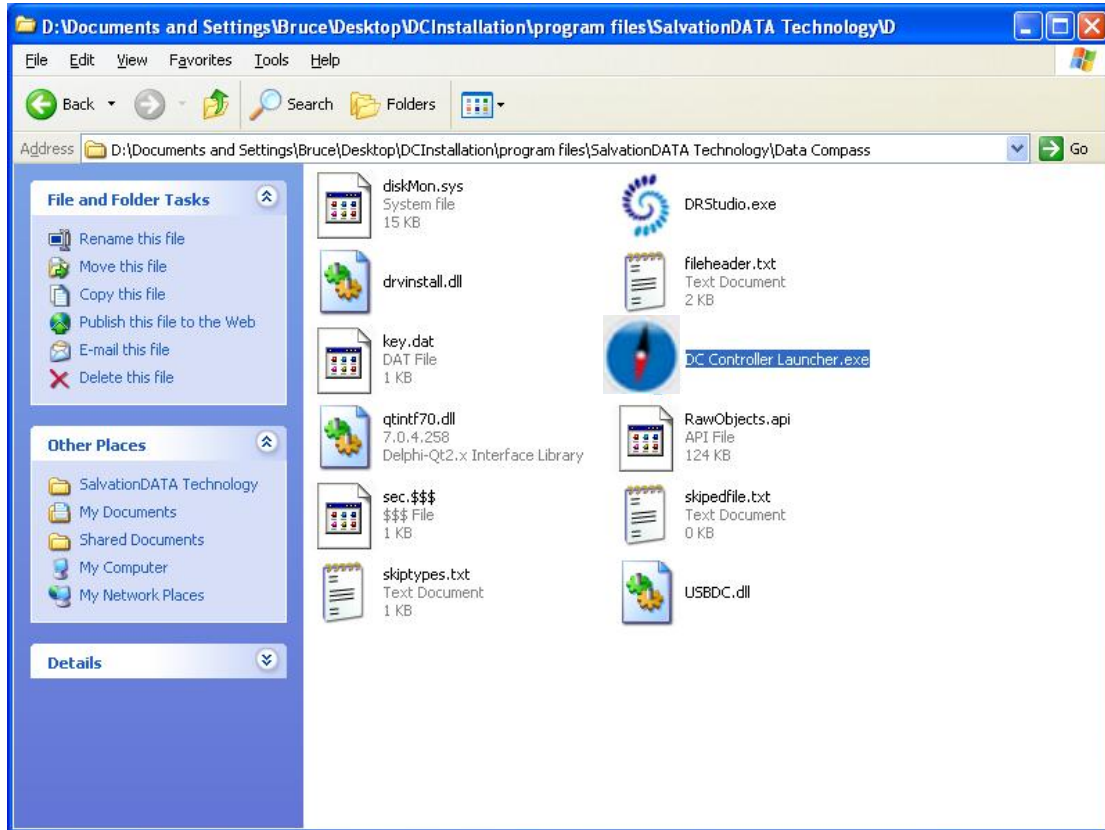 D:\Documents and Settings\Bruce\Desktop\DCInstallation\program files\SalvationDATA Technology\D
File Edit View Favorites Tools Help
Back Search Folders
Address D:\Documents and Settings\Bruce\Desktop\DCInstallation\program files\SalvationDATA Technology\Data Compass Go
File and Folder Tasks
Rename this file
Move this file
Copy this file
Publish this file to the Web
E-mail this file
Delete this file
Other Places
SalvationDATA Technology
My Documents
Shared Documents
My Computer
My Network Places
Details
diskMon.sys
System file
15 KB
DRStudio.exe
drvinstall.dll
fileheader.txt
Text Document
2 KB
key.dat
DAT File
1 KB
DC Controller Launcher.exe
qtintf70.dll
7.0.4.258
Delphi-Qt2.x Interface Library
RawObjects.api
API File
124 KB
sec.$$$
$$$ File
1 KB
skipedfile.txt
Text Document
0 KB
skiptypes.txt
Text Document
1 KB
USBDC.dll